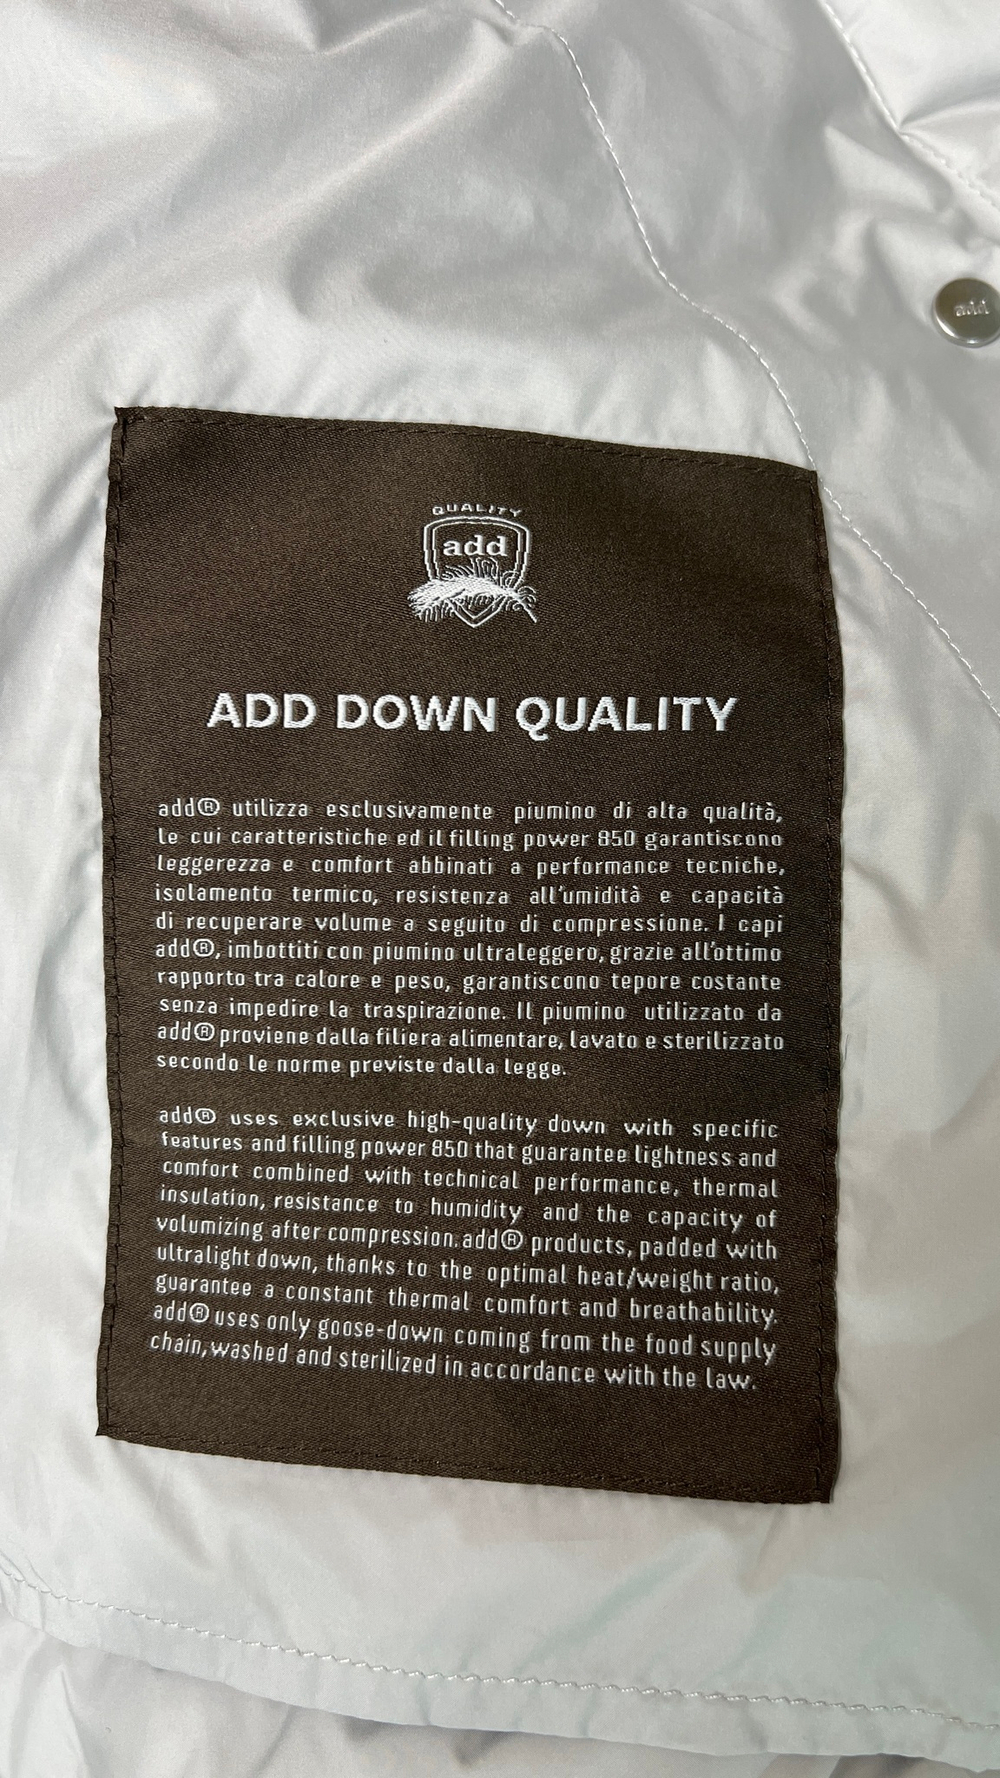 add
QUALITY
add
ADD DOWN QUALITY
add® utilizza esclusivamente piumino di alta qualità,
le cui caratteristiche ed il filling power 850 garantiscono
leggerezza e comfort abbinati a performance tecniche,
isolamento termico, resistenza all'umidità e capacità
di recuperare volume a seguito di compressione. I capi
add®, imbottiti con piumino ultraleggero, grazie all'ottimo
rapporto tra calore e peso, garantiscono tepore costante
senza impedire la traspirazione. Il piumino utilizzato da
add® proviene dalla filiera alimentare, lavato e sterilizzato
secondo le norme previste dalla legge.
add® uses exclusive high-quality down with specific
features and filling power 850 that guarantee lightness and
comfort combined with technical performance, thermal
insulation, resistance to humidity and the capacity of
volumizing after compression. add® products, padded with
ultralight down, thanks to the optimal heat/weight ratio,
guarantee a constant thermal comfort and breathability.
add® uses only goose-down coming from the food supply
chain, washed and sterilized in accordance with the law.